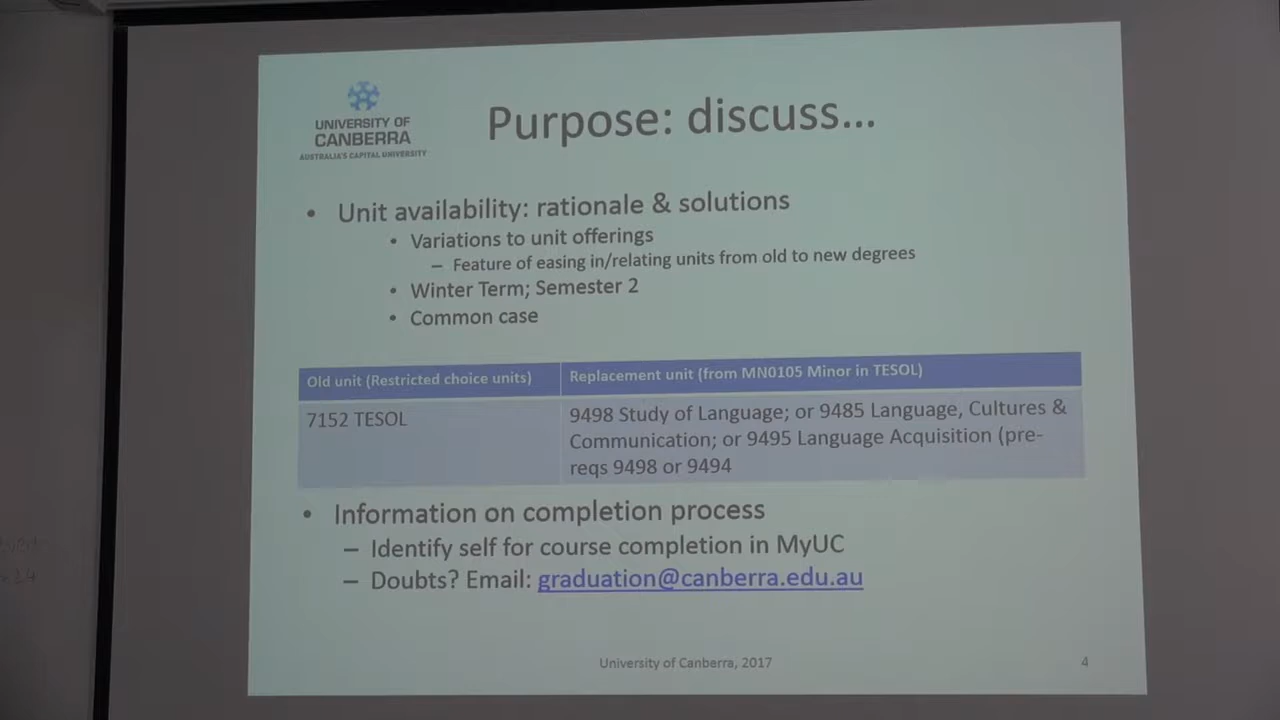 UNIVERSITY OF
CANBERRA
AUSTRALIA'S CAPITAL UNIVERSITY
Purpose: discuss...
• Unit availability: rationale & solutions
• Variations to unit offerings
– Feature of easing in/relating units from old to new degrees
• Winter Term; Semester 2
• Common case
Old unit (Restricted choice units)
Replacement unit (from MN0105 Minor in TESOL)
7152 TESOL
9498 Study of Language; or 9485 Language, Cultures &
Communication; or 9495 Language Acquisition (pre-
reqs 9498 or 9494
• Information on completion process
– Identify self for course completion in MyUC
– Doubts? Email: graduation@canberra.edu.au
University of Canberra, 2017
4